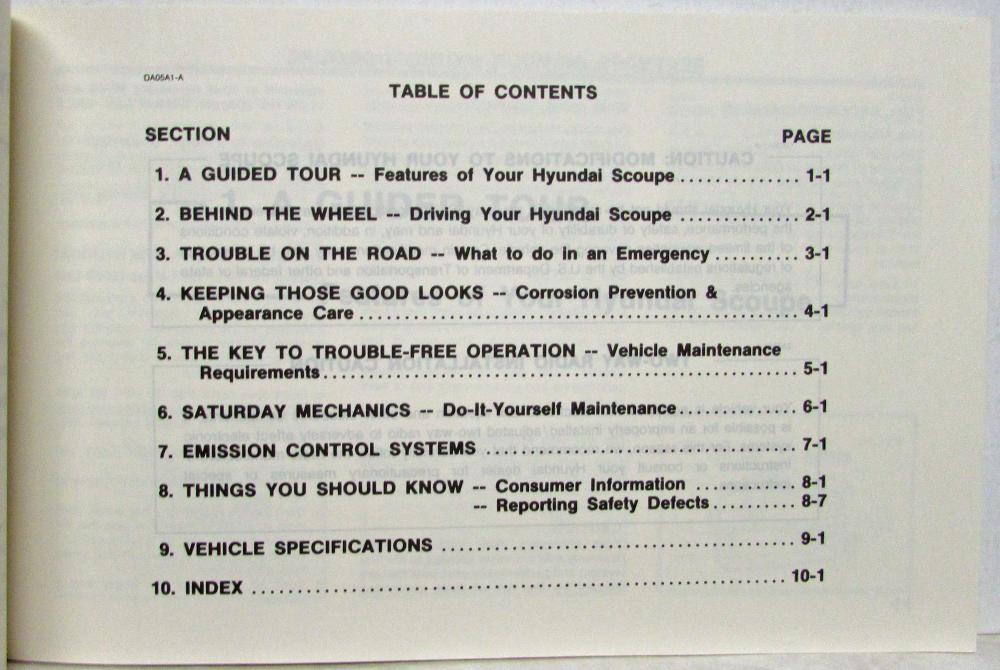 DA05A1-A
TABLE OF CONTENTS
SECTION PAGE
1. A GUIDED TOUR -- Features of Your Hyundai Scoupe .............. 1-1
2. BEHIND THE WHEEL -- Driving Your Hyundai Scoupe .............. 2-1
3. TROUBLE ON THE ROAD -- What to do in an Emergency .......... 3-1
4. KEEPING THOSE GOOD LOOKS -- Corrosion Prevention &
Appearance Care .................................................... 4-1
5. THE KEY TO TROUBLE-FREE OPERATION -- Vehicle Maintenance
Requirements ..................................................... 5-1
6. SATURDAY MECHANICS -- Do-It-Yourself Maintenance ............. 6-1
7. EMISSION CONTROL SYSTEMS ................................... 7-1
8. THINGS YOU SHOULD KNOW -- Consumer Information ............ 8-1
-- Reporting Safety Defects .......... 8-7
9. VEHICLE SPECIFICATIONS ....................................... 9-1
10. INDEX ........................................................... 10-1